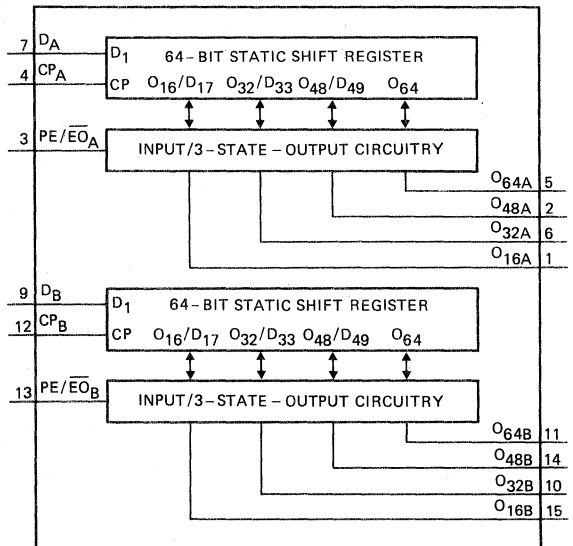 7 DA
D1 64-BIT STATIC SHIFT REGISTER
4 CPA
CP O16/D17 O32/D33 O48/D49 O64
3 PE/E̅O̅A
INPUT/3-STATE-OUTPUT CIRCUITRY
O64A 5
O48A 2
O32A 6
O16A 1
9 DB
D1 64-BIT STATIC SHIFT REGISTER
12 CPB
CP O16/D17 O32/D33 O48/D49 O64
13 PE/E̅O̅B
INPUT/3-STATE-OUTPUT CIRCUITRY
O64B 11
O48B 14
O32B 10
O16B 15